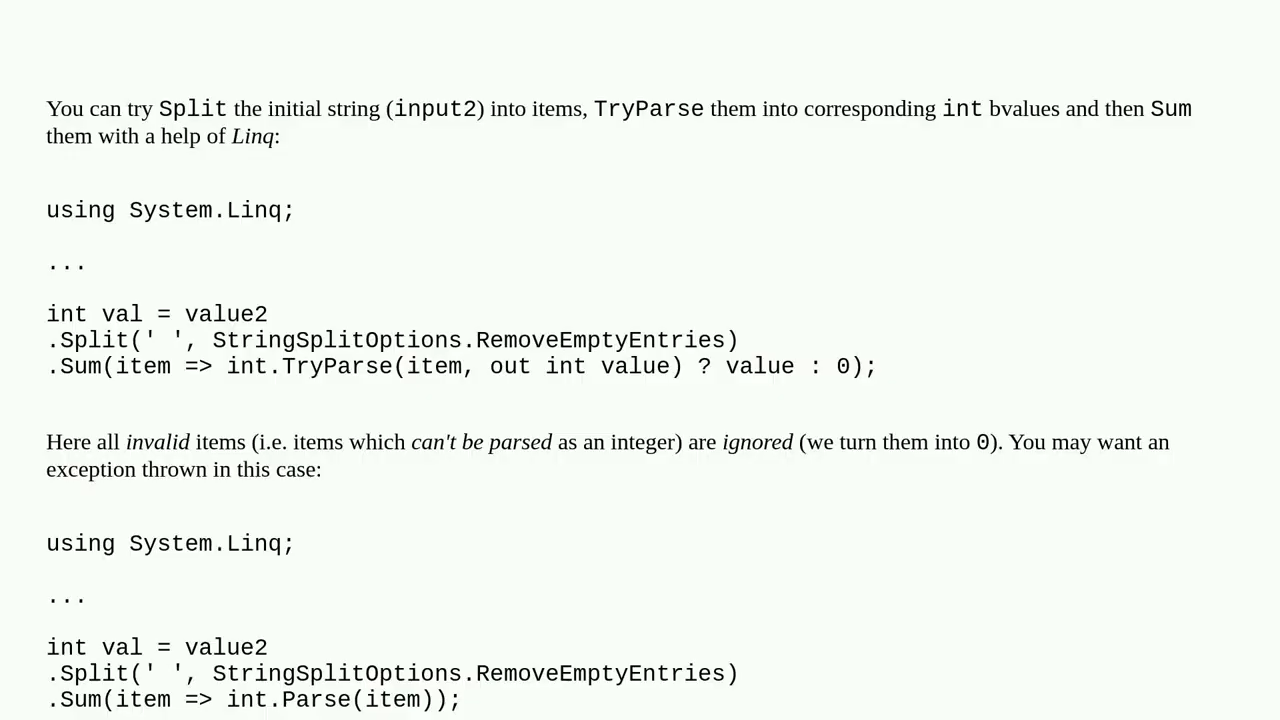 You can try Split the initial string (input2) into items, TryParse them into corresponding int bvalues and then Sum
them with a help of Linq:
using System.Linq;
...
int val = value2
.Split(' ', StringSplitOptions.RemoveEmptyEntries)
.Sum(item => int.TryParse(item, out int value) ? value : 0);
Here all invalid items (i.e. items which can't be parsed as an integer) are ignored (we turn them into 0). You may want an
exception thrown in this case:
using System.Linq;
...
int val = value2
.Split(' ', StringSplitOptions.RemoveEmptyEntries)
.Sum(item => int.Parse(item));